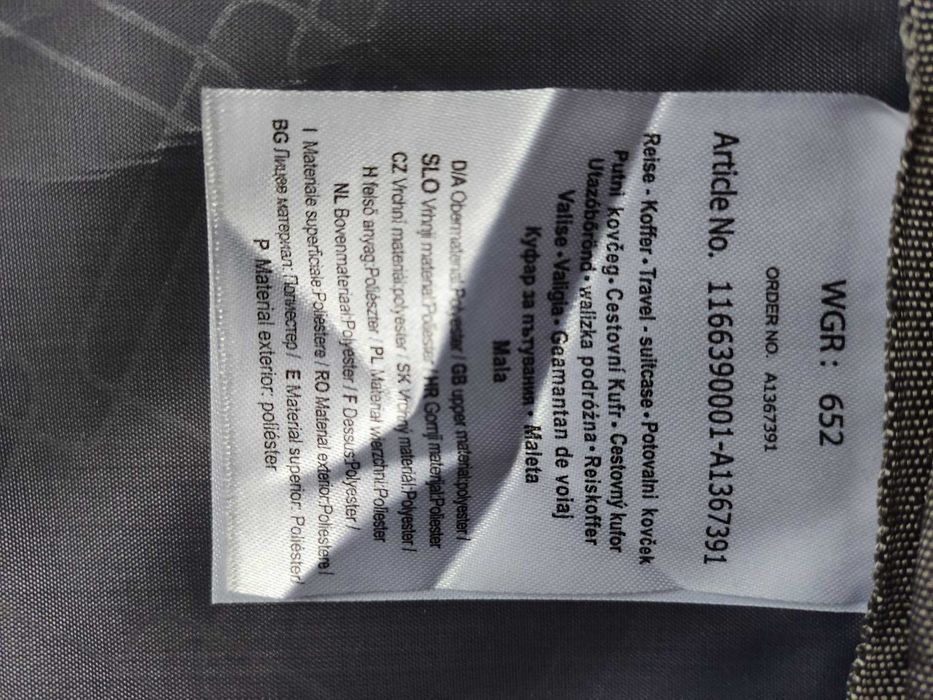 WGR : 652
ORDER NO. A1367391
Article No. 1166390001-A1367391
Reise - Koffer • Travel - suitcase • Potovalni kovček
Putni kovčeg • Cestovní Kufr • Cestovný kufor
Utazóbőrönd • walizka podróżna • Reiskoffer
Valise •Valigia • Geamantan de voiaj
Куфар за пътувания • Maleta
Mala
D/A Obermaterial:Polyester / GB upper material:polyester /
SLO Vrhnji material:Poliester / HR Gornji materijal:Poliester
CZ Vrchní materiál:polyester / SK Vrchný materiál:Polyester /
H felső anyag:Poliészter / PL Materiał wierzchni:Poliester
NL Bovenmateriaal:Polyester / F Dessus:Polyester /
I Materiale superficiale:Poliestere / RO Material exterior:Poliestere /
BG Лицев материал: Полиестер / E Material superior: Poliéster/
P Material exterior: poliéster